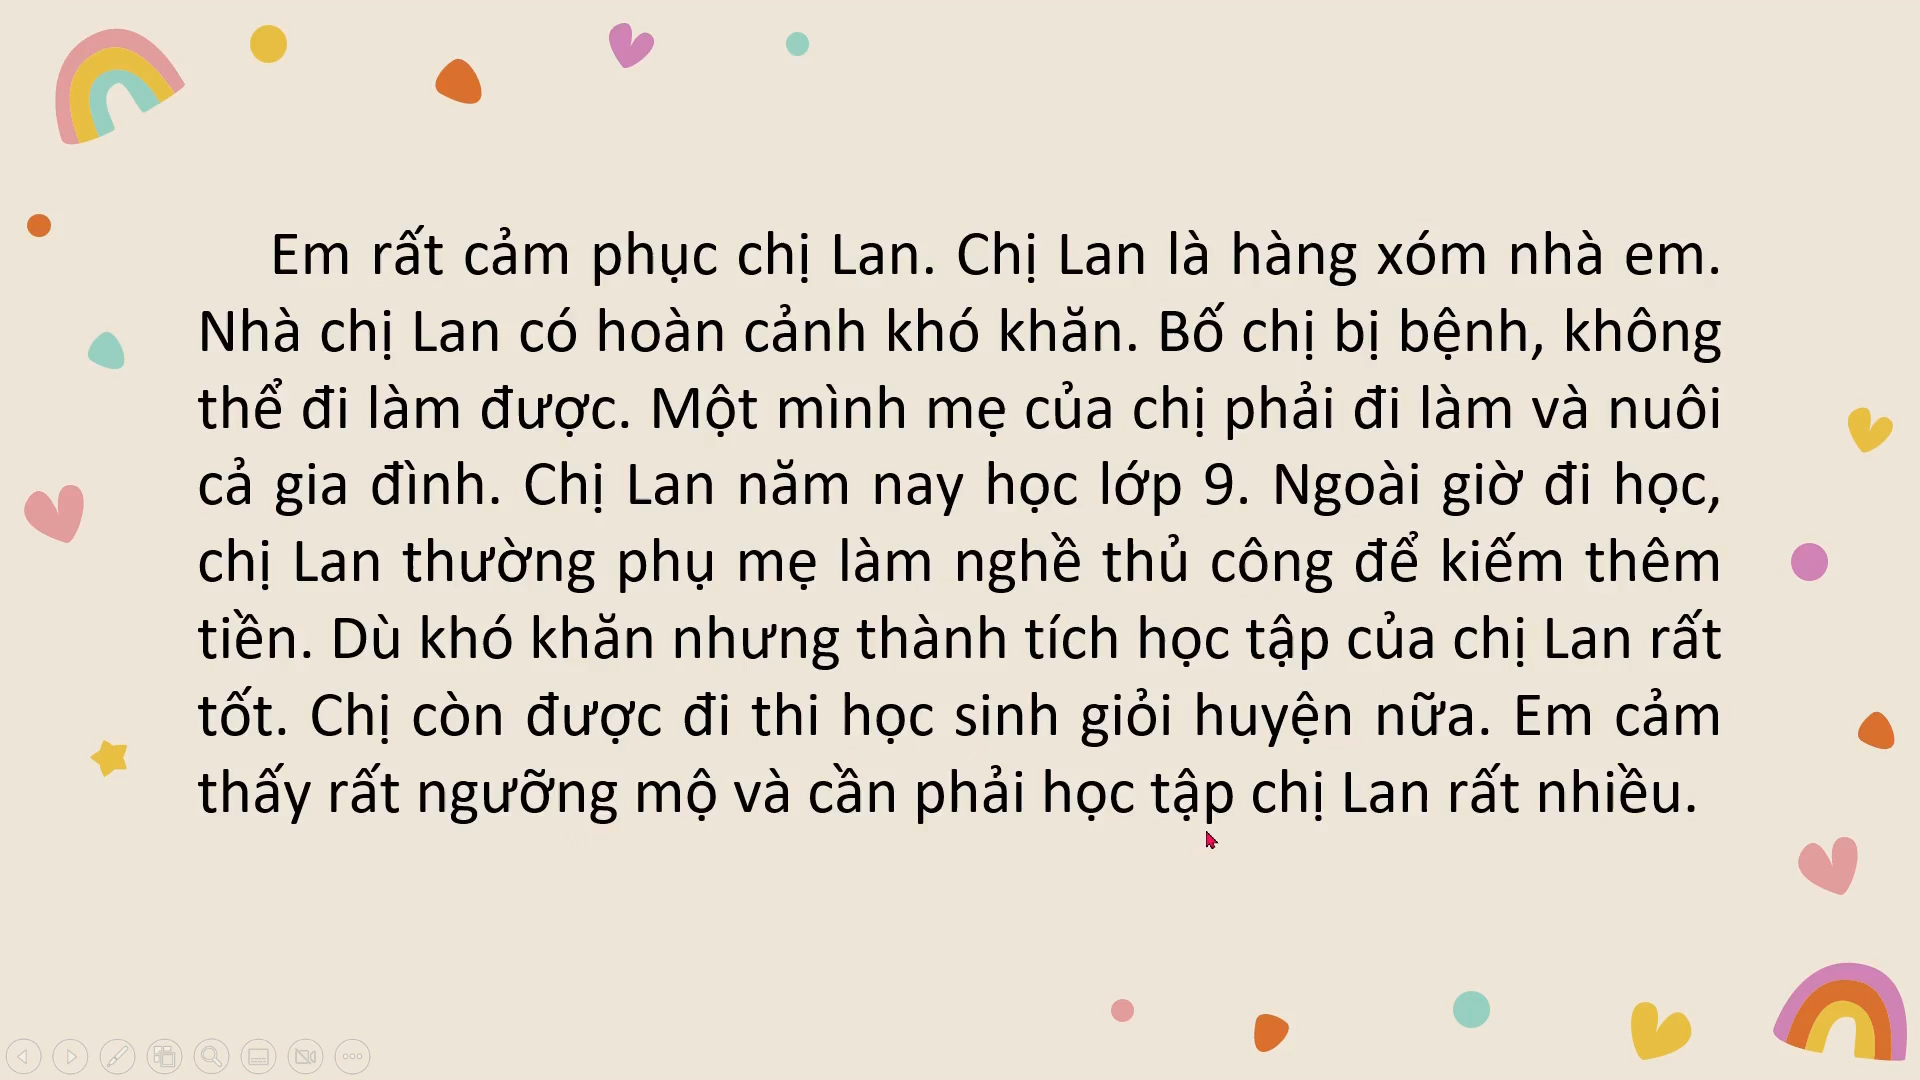 Em rất cảm phục chị Lan. Chị Lan là hàng xóm nhà em.
Nhà chị Lan có hoàn cảnh khó khăn. Bố chị bị bệnh, không
thể đi làm được. Một mình mẹ của chị phải đi làm và nuôi
cả gia đình. Chị Lan năm nay học lớp 9. Ngoài giờ đi học,
chị Lan thường phụ mẹ làm nghề thủ công để kiếm thêm
tiền. Dù khó khăn nhưng thành tích học tập của chị Lan rất
tốt. Chị còn được đi thi học sinh giỏi huyện nữa. Em cảm
thấy rất ngưỡng mộ và cần phải học tập chị Lan rất nhiều.